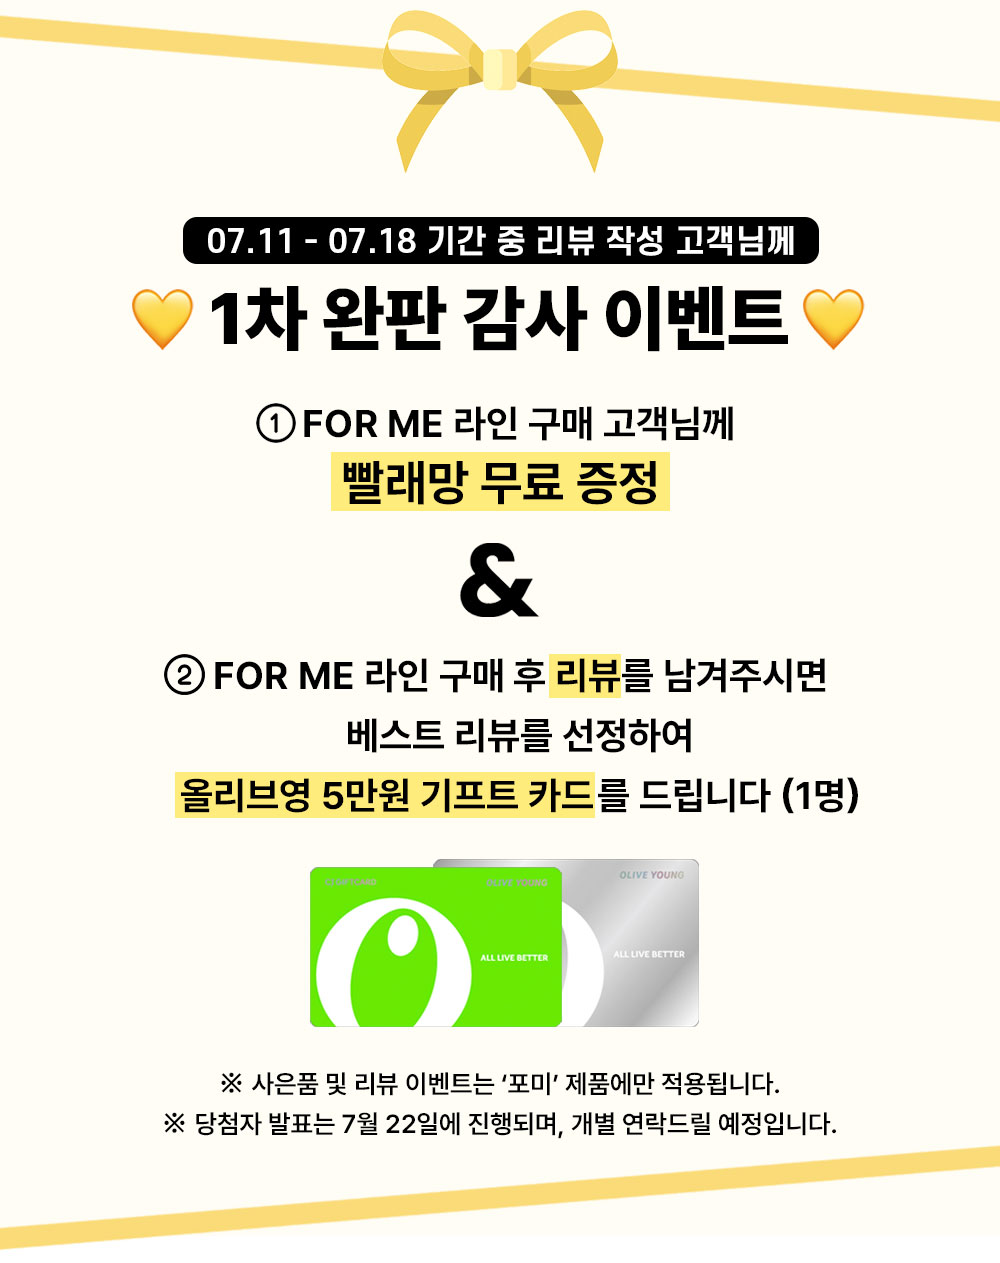 07.11 - 07.18 기간 중 리뷰 작성 고객님께
1차 완판 감사 이벤트
① FOR ME 라인 구매 고객님께
빨래망 무료 증정
&
② FOR ME 라인 구매 후 리뷰를 남겨주시면
베스트 리뷰를 선정하여
올리브영 5만원 기프트 카드를 드립니다 (1명)
OLIVE YOUNG
OLIVE YOUNG
ALL LIVE BETTER
ALL LIVE BETTER
※ 사은품 및 리뷰 이벤트는 ‘포미’ 제품에만 적용됩니다.
※ 당첨자 발표는 7월 22일에 진행되며, 개별 연락드릴 예정입니다.